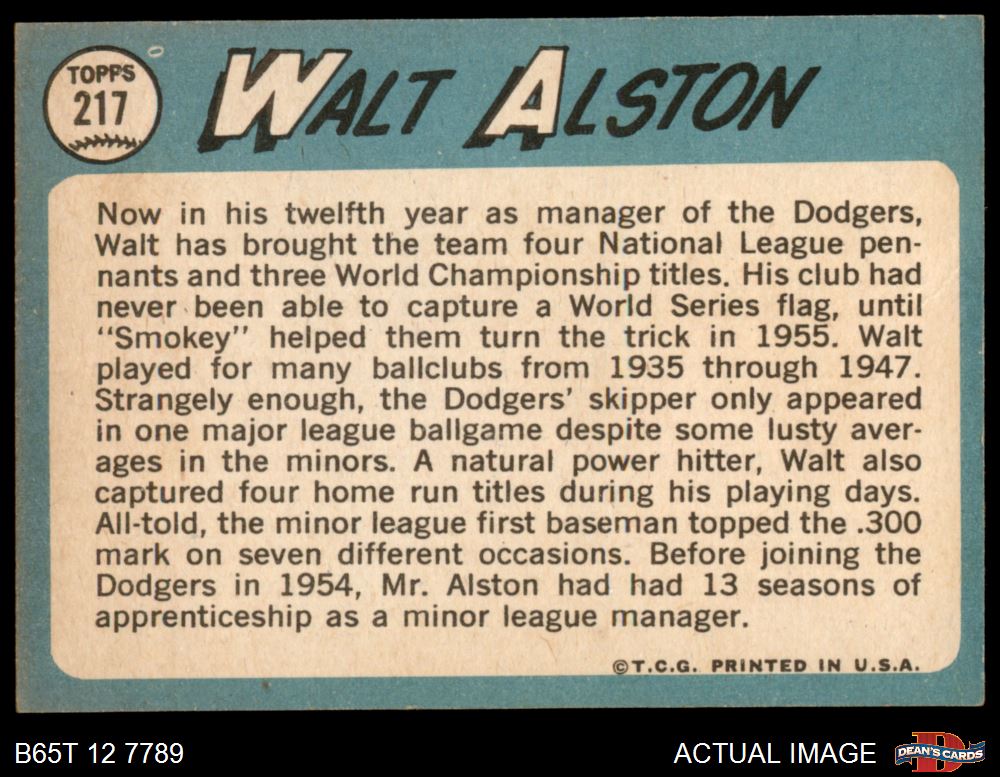 TOPPS
217
WALT ALSTON
Now in his twelfth year as manager of the Dodgers,
Walt has brought the team four National League pen-
nants and three World Championship titles. His club had
never been able to capture a World Series flag, until
"Smokey" helped them turn the trick in 1955. Walt
played for many ballclubs from 1935 through 1947.
Strangely enough, the Dodgers' skipper only appeared
in one major league ballgame despite some lusty aver-
ages in the minors. A natural power hitter, Walt also
captured four home run titles during his playing days.
All-told, the minor league first baseman topped the .300
mark on seven different occasions. Before joining the
Dodgers in 1954, Mr. Alston had had 13 seasons of
apprenticeship as a minor league manager.
©T.C.G. PRINTED IN U.S.A.
B65T 12 7789
ACTUAL IMAGE
D
DEAN'S CARDS